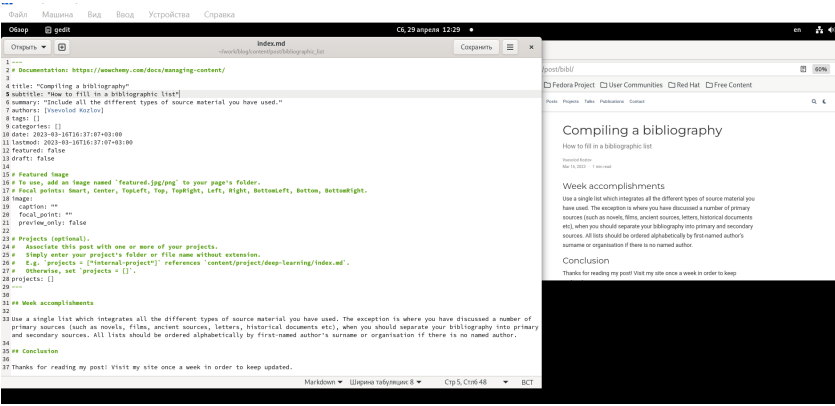 Файл Машина Вид Ввод Устройства Справка
Обзор gedit Сб, 29 апреля 12:29 en
Открыть index.md Сохранить
~/work/blog/content/post/bibliographic_list
1 ---
2 # Documentation: https://wowchemy.com/docs/managing-content/
3
4 title: "Compiling a bibliography"
5 subtitle: "How to fill in a bibliographic list"
6 summary: "Include all the different types of source material you have used."
7 authors: [Vsevolod Kozlov]
8 tags: []
9 categories: []
10 date: 2023-03-16T16:37:07+03:00
11 lastmod: 2023-03-16T16:37:07+03:00
12 featured: false
13 draft: false
14
15 # Featured image
16 # To use, add an image named `featured.jpg/png` to your page's folder.
17 # Focal points: Smart, Center, TopLeft, Top, TopRight, Left, Right, BottomLeft, Bottom, BottomRight.
18 image:
19 caption: ""
20 focal_point: ""
21 preview_only: false
22
23 # Projects (optional).
24 # Associate this post with one or more of your projects.
25 # Simply enter your project's folder or file name without extension.
26 # E.g. `projects = ["internal-project"]` references `content/project/deep-learning/index.md`.
27 # Otherwise, set `projects = []`.
28 projects: []
29 ---
30
31 ## Week accomplishments
32
33 Use a single list which integrates all the different types of source material you have used. The exception is where you have discussed a number of
primary sources (such as novels, films, ancient sources, letters, historical documents etc), when you should separate your bibliography into primary
and secondary sources. All lists should be ordered alphabetically by first-named author's surname or organisation if there is no named author.
34
35 ## Conclusion
36
37 Thanks for reading my post! Visit my site once a week in order to keep updated.
Markdown Ширина табуляции: 8 Стр 5, Стлб 48 ВСТ
/post/bibl/ 60%
Fedora Project User Communities Red Hat Free Content
Posts Projects Talks Publications Contact
Compiling a bibliography
How to fill in a bibliographic list
Vsevolod Kozlov
1 min read
Week accomplishments
Use a single list which integrates all the different types of source material you
have used. The exception is where you have discussed a number of primary
sources (such as novels, films, ancient sources, letters, historical documents
etc), when you should separate your bibliography into primary and secondary
sources. All lists should be ordered alphabetically by first-named author's
surname or organisation if there is no named author.
Conclusion
Thanks for reading my post! Visit my site once a week in order to keep